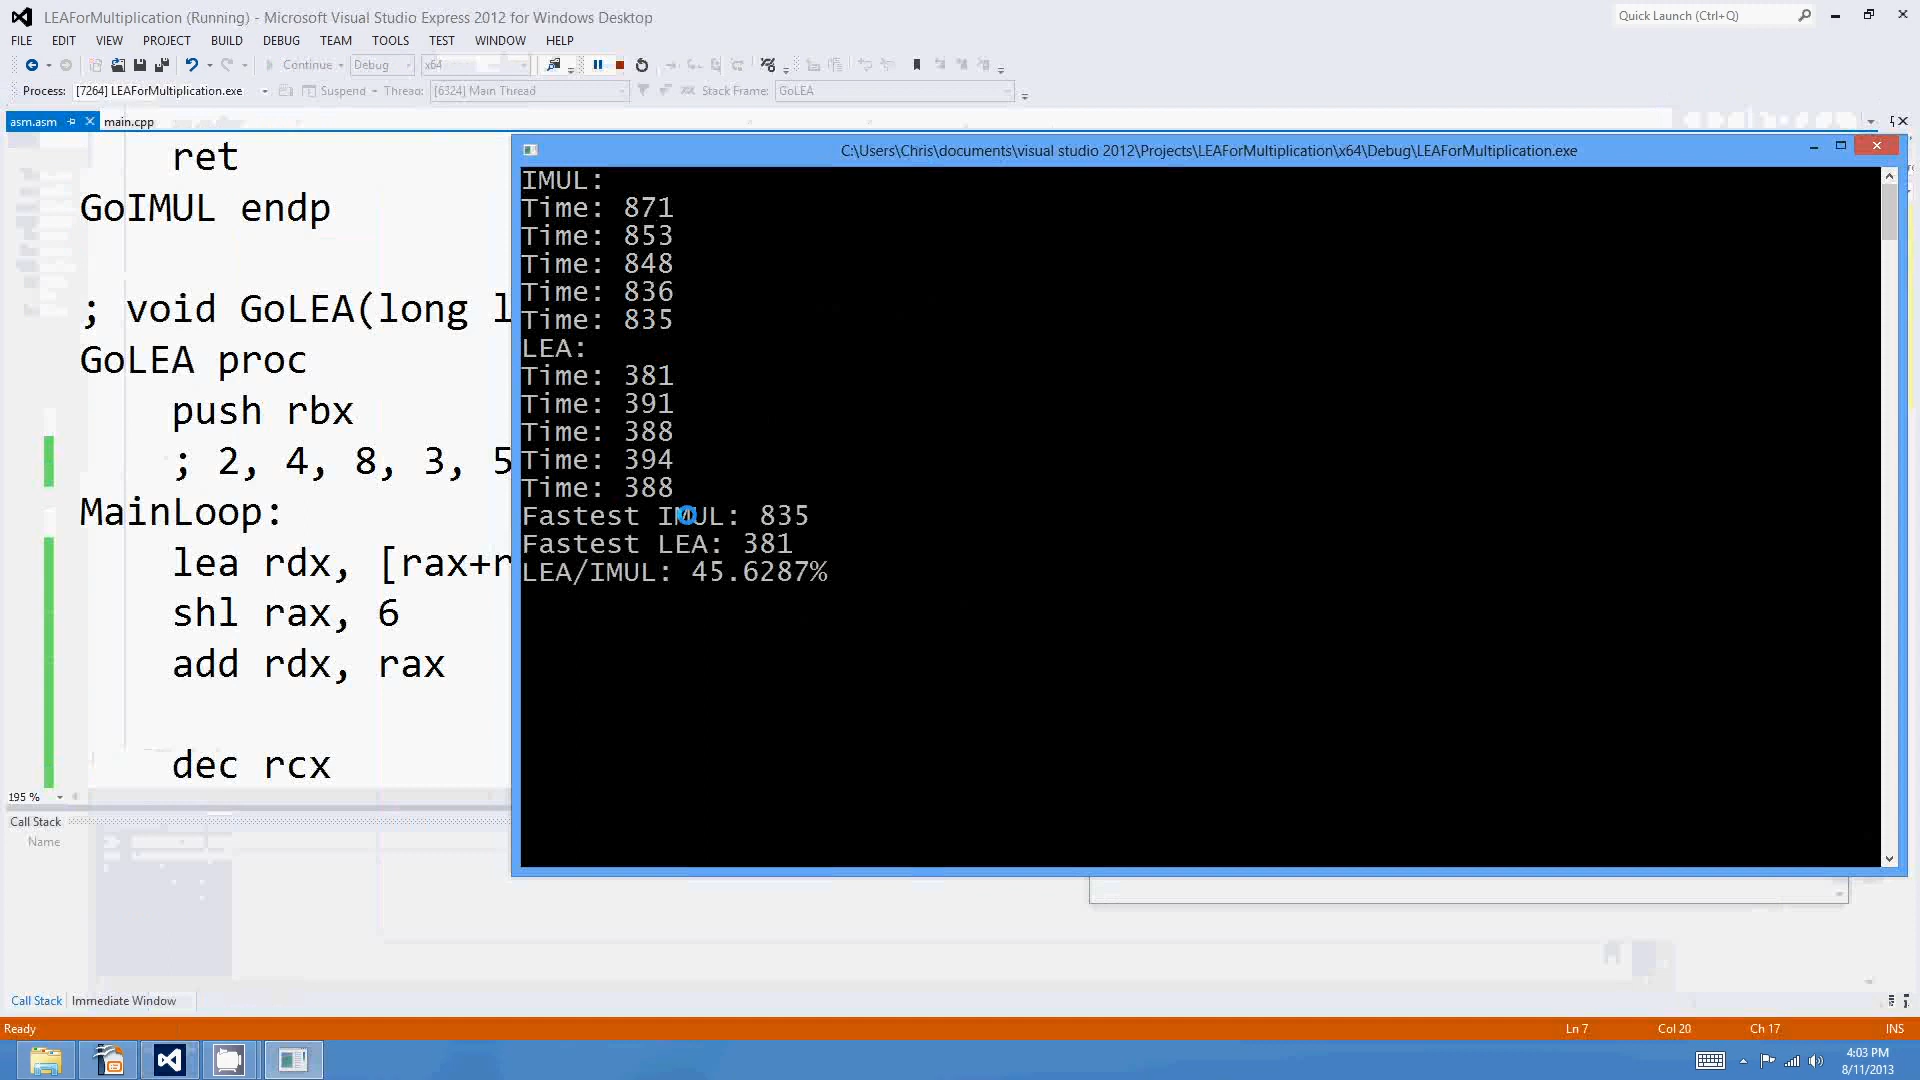 LEAForMultiplication (Running) - Microsoft Visual Studio Express 2012 for Windows Desktop
Quick Launch (Ctrl+Q)
FILE EDIT VIEW PROJECT BUILD DEBUG TEAM TOOLS TEST WINDOW HELP
Continue Debug x64
Process: [7264] LEAForMultiplication.exe Suspend Thread: [6324] Main Thread Stack Frame: GoLEA
asm.asm main.cpp
ret
GoIMUL endp
; void GoLEA(long l
GoLEA proc
push rbx
; 2, 4, 8, 3, 5
MainLoop:
lea rdx, [rax+r
shl rax, 6
add rdx, rax
dec rcx
195 %
C:\Users\Chris\documents\visual studio 2012\Projects\LEAForMultiplication\x64\Debug\LEAForMultiplication.exe
IMUL:
Time: 871
Time: 853
Time: 848
Time: 836
Time: 835
LEA:
Time: 381
Time: 391
Time: 388
Time: 394
Time: 388
Fastest IMUL: 835
Fastest LEA: 381
LEA/IMUL: 45.6287%
Call Stack
Name
Call Stack Immediate Window
Ready Ln 7 Col 20 Ch 17 INS
4:03 PM
8/11/2013